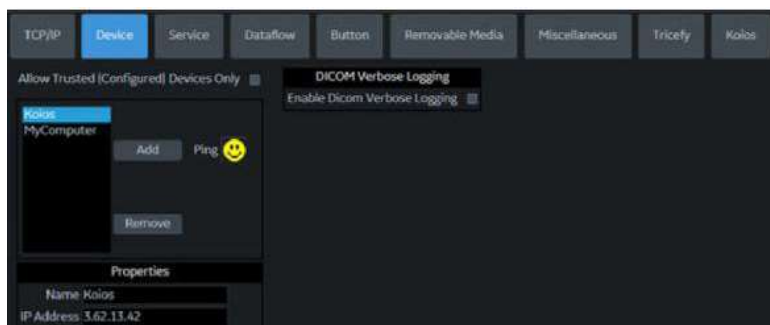 TCP/IP Device Service Dataflow Button Removable Media Miscellaneous Tricefy Koios
Allow Trusted (Configured) Devices Only
DICOM Verbose Logging
Enable Dicom Verbose Logging
Koios
MyComputer
Add Ping
Remove
Properties
Name Koios
IP Address 3.62.13.42